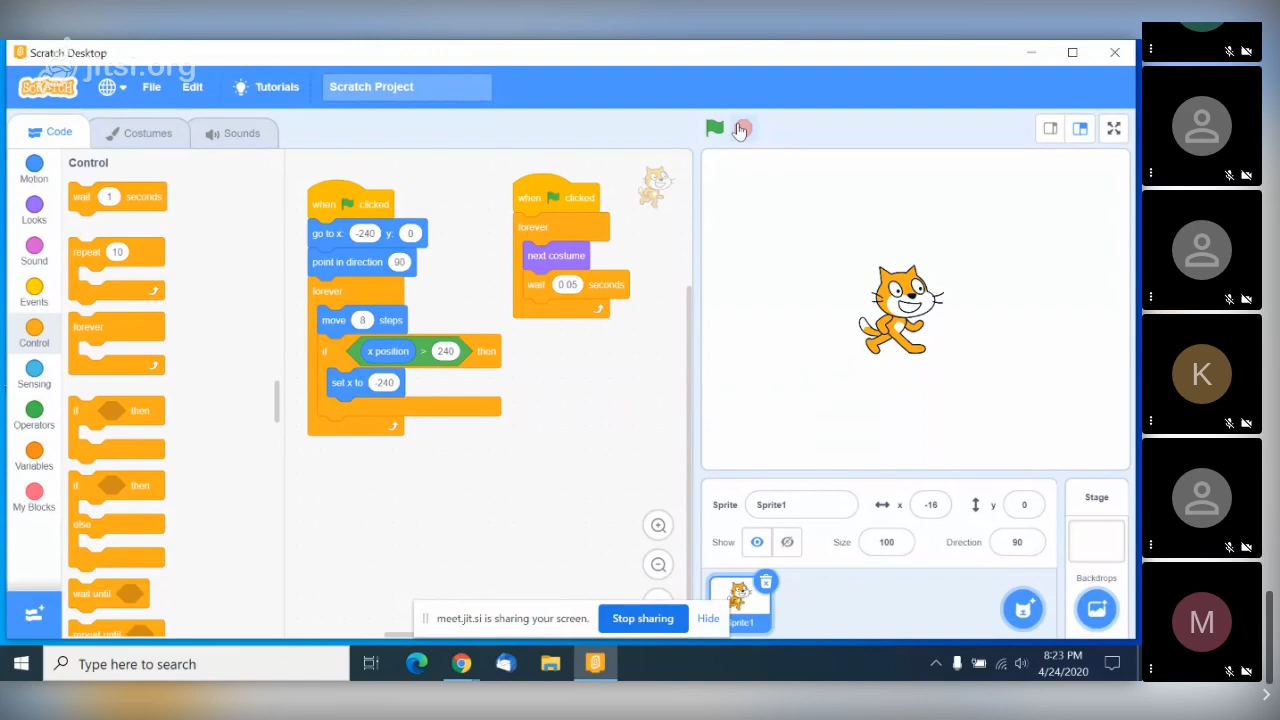 Scratch Desktop
jitsi.org
SCRATCH
File
Edit
Tutorials
Scratch Project
Code
Costumes
Sounds
Motion
Looks
Sound
Events
Control
Sensing
Operators
Variables
My Blocks
Control
wait 1 seconds
repeat 10
forever
if then
if then
else
wait until
repeat until
when clicked
go to x: -240 y: 0
point in direction 90
forever
move 8 steps
if x position > 240 then
set x to -240
when clicked
forever
next costume
wait 0.05 seconds
Sprite Sprite1 x -16 y 0
Show Size 100 Direction 90
Sprite1
Stage
Backdrops
meet.jit.si is sharing your screen.
Stop sharing
Hide
Type here to search
8:23 PM
4/24/2020
K
M